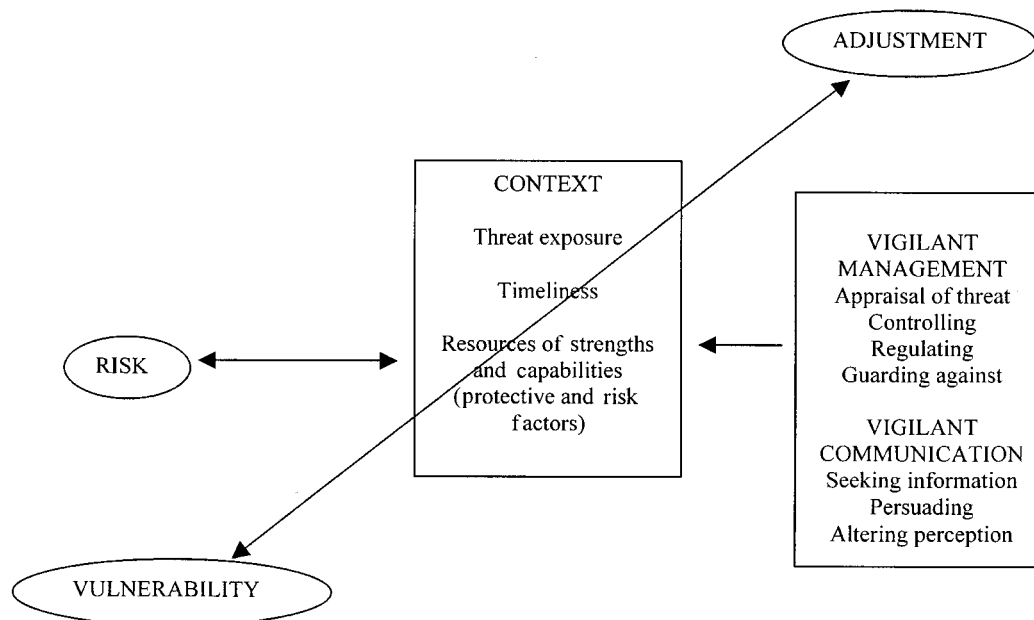 ADJUSTMENT
CONTEXT
Threat exposure
Timeliness
Resources of strengths
and capabilities
(protective and risk
factors)
RISK
VULNERABILITY
VIGILANT
MANAGEMENT
Appraisal of threat
Controlling
Regulating
Guarding against
VIGILANT
COMMUNICATION
Seeking information
Persuading
Altering perception